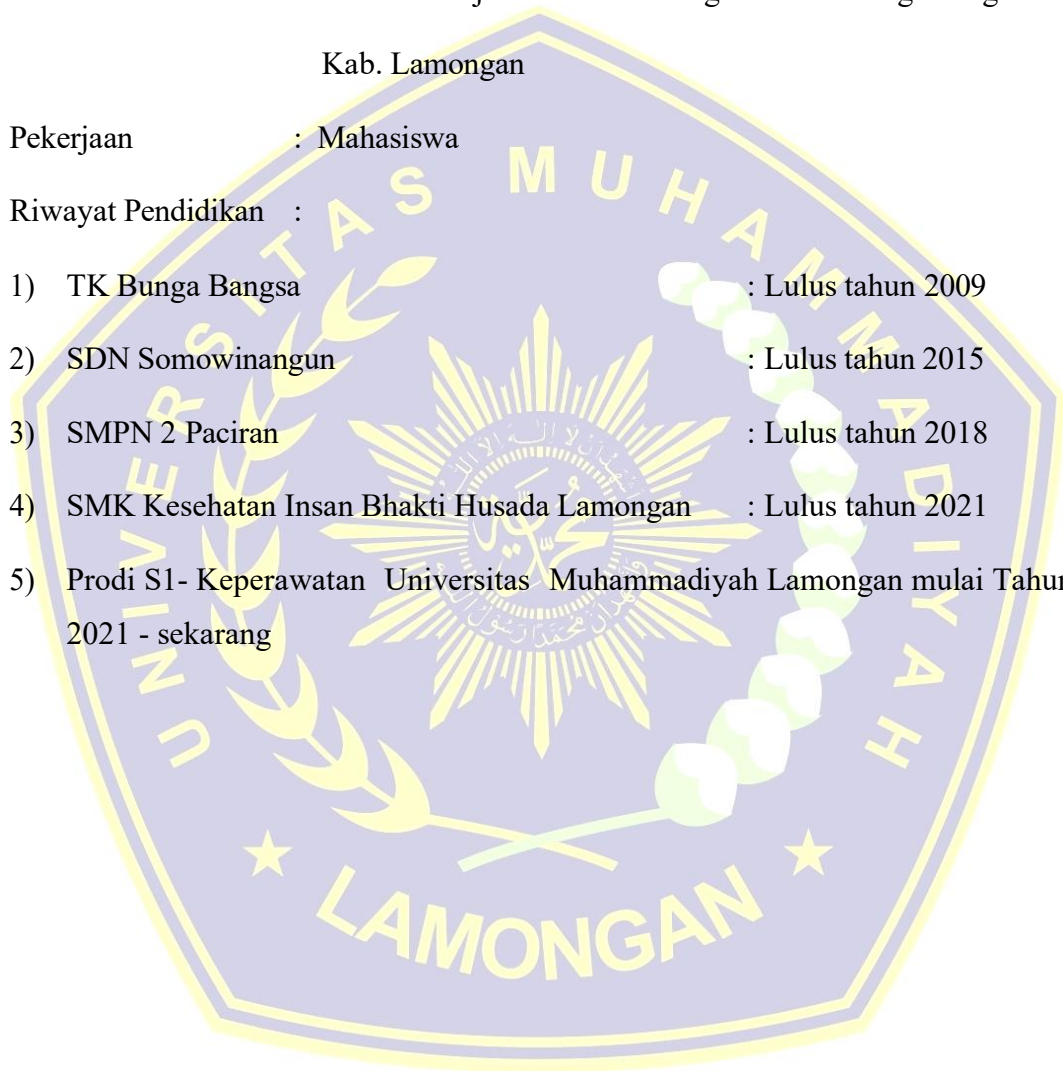 Kab. Lamongan
Pekerjaan : Mahasiswa
Riwayat Pendidikan :
1) TK Bunga Bangsa : Lulus tahun 2009
2) SDN Somowinangun : Lulus tahun 2015
3) SMPN 2 Paciran : Lulus tahun 2018
4) SMK Kesehatan Insan Bhakti Husada Lamongan : Lulus tahun 2021
5) Prodi S1- Keperawatan Universitas Muhammadiyah Lamongan mulai Tahun
2021 - sekarang
UNIVERSITAS MUHAMMADIYAH
LAMONGAN